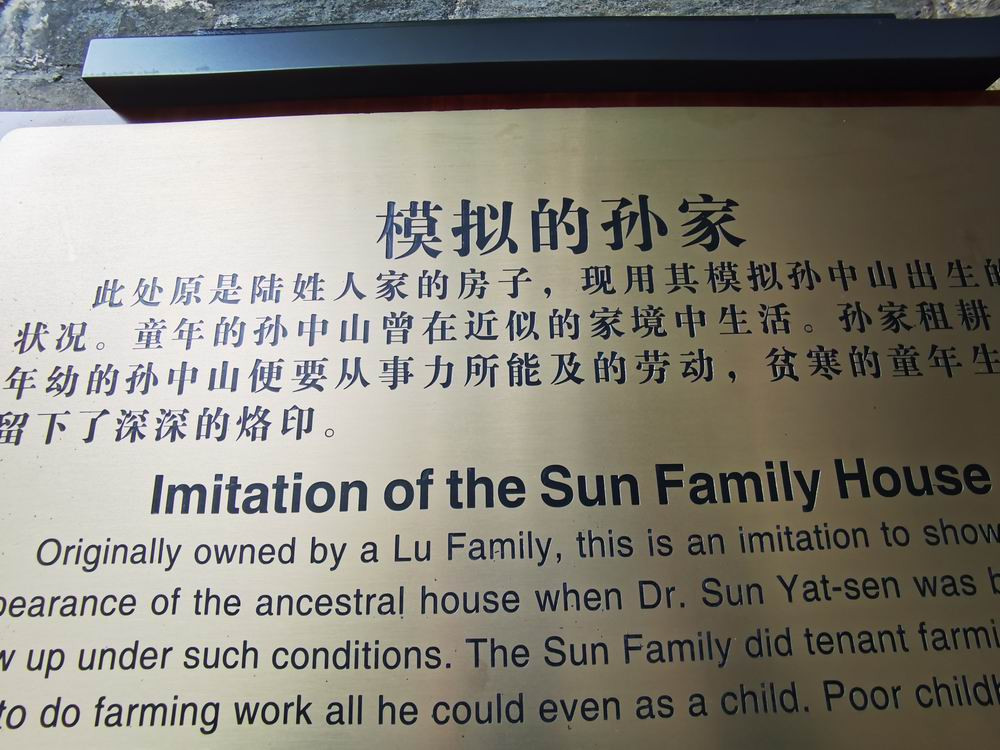 模拟的孙家
此处原是陆姓人家的房子，现用其模拟孙中山出生的
状况。童年的孙中山曾在近似的家境中生活。孙家租耕
年幼的孙中山便要从事力所能及的劳动，贫寒的童年生
留下了深深的烙印。
Imitation of the Sun Family House
Originally owned by a Lu Family, this is an imitation to show
pearance of the ancestral house when Dr. Sun Yat-sen was b
w up under such conditions. The Sun Family did tenant farmi
to do farming work all he could even as a child. Poor childh